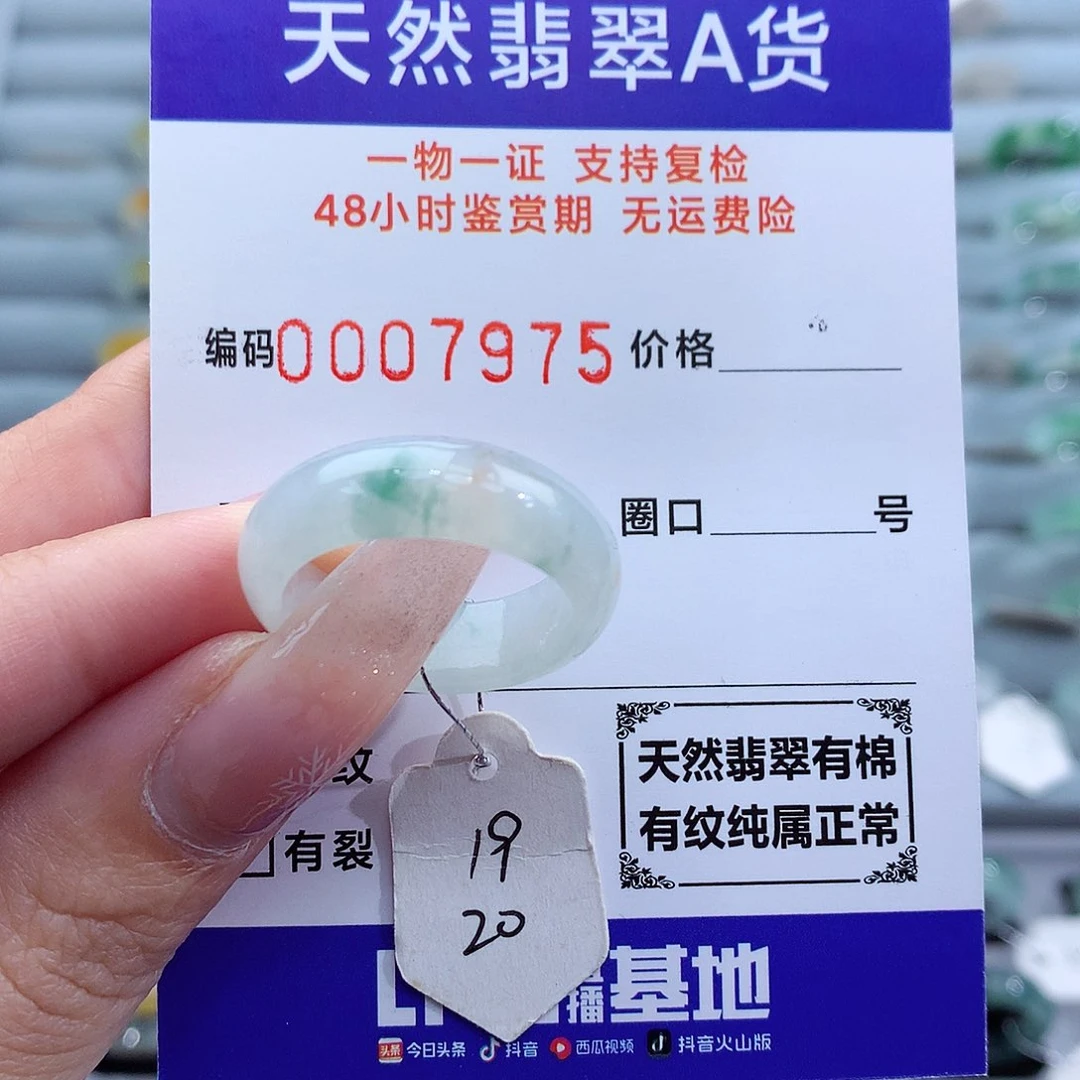 天然翡翠A货
一物一证 支持复检
48小时鉴赏期 无运费险
编码0007975 价格
圈口 号
纹
有裂
天然翡翠有棉
有纹纯属正常
19
20
播基地
头条 今日头条 抖音 西瓜视频 抖音火山版